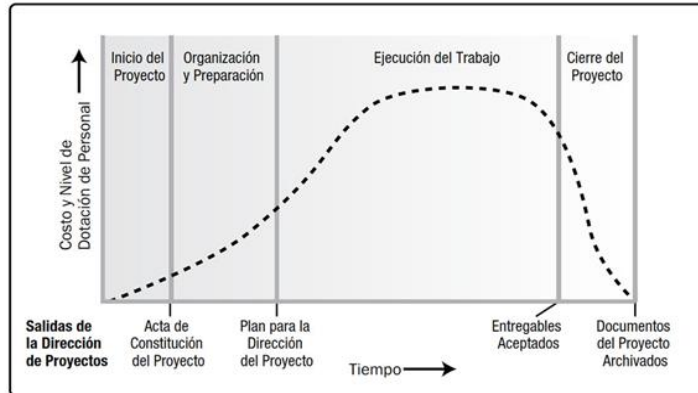 Inicio del
Proyecto
Organización
y Preparación
Ejecución del Trabajo
Cierre del
Proyecto
Costo y Nivel de
Dotación de Personal
Salidas de
la Dirección
de Proyectos
Acta de
Constitución
del Proyecto
Plan para la
Dirección
del Proyecto
Entregables
Aceptados
Documentos
del Proyecto
Archivados
Tiempo